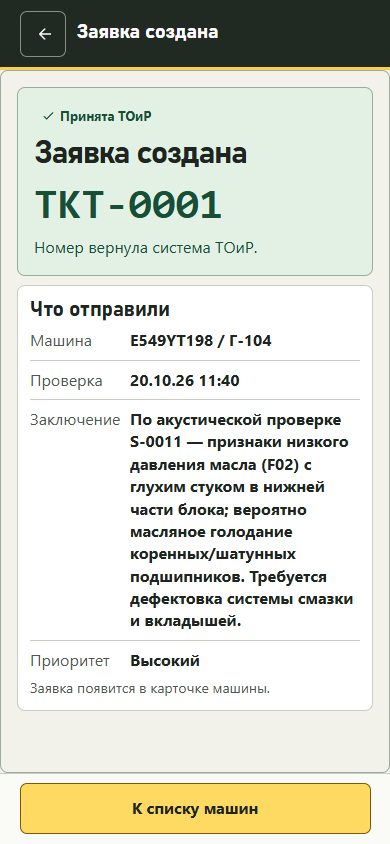 Заявка создана
Принята ТОиР
Заявка создана
TKT-0001
Номер вернула система ТОиР.
Что отправили
Машина E549YT198 / Г-104
Проверка 20.10.26 11:40
Заключение По акустической проверке
S-0011 — признаки низкого
давления масла (F02) с
глухим стуком в нижней
части блока; вероятно
масляное голодание
коренных/шатунных
подшипников. Требуется
дефектовка системы смазки
и вкладышей.
Приоритет Высокий
Заявка появится в карточке машины.
К списку машин